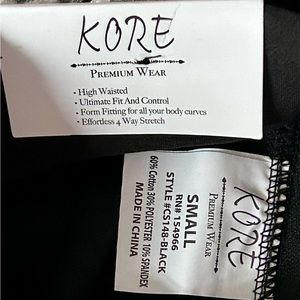 KORE
PREMIUM WEAR
• High Waisted
• Ultimate Fit And Control
• Form Fitting for all your body curves
• Effortless 4 Way Stretch
KORE
PREMIUM WEAR
SMALL
RN# 154966
STYLE #CS148-BLACK
60% Cotton 30% POLYESTER 10% SPANDEX
MADE IN CHINA